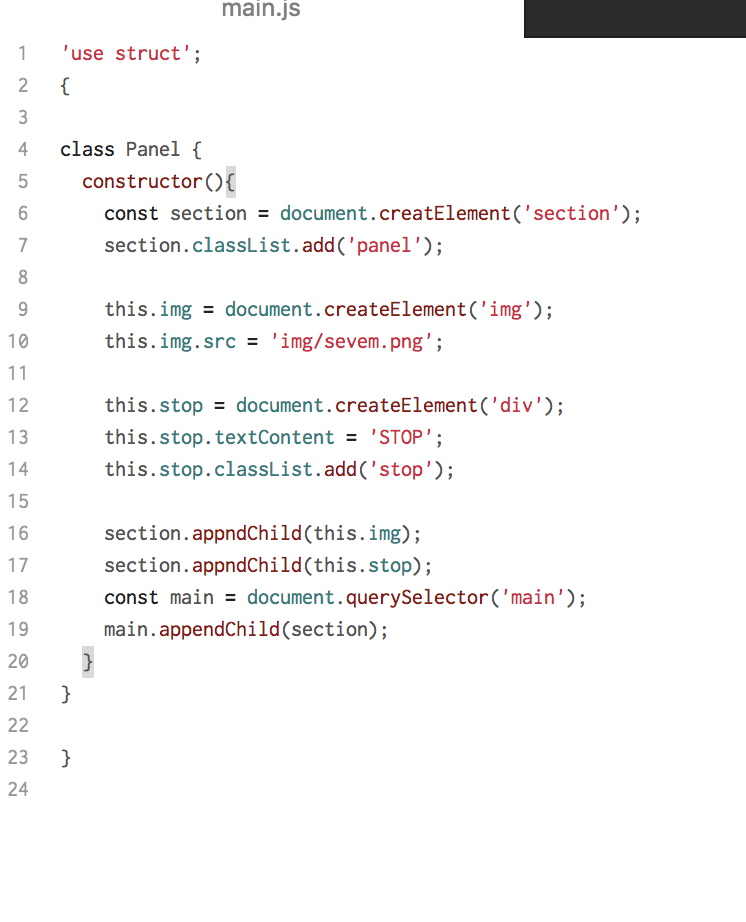 main.js
1 'use struct';
2 {
3
4 class Panel {
5 constructor(){
6 const section = document.creatElement('section');
7 section.classList.add('panel');
8
9 this.img = document.createElement('img');
10 this.img.src = 'img/sevem.png';
11
12 this.stop = document.createElement('div');
13 this.stop.textContent = 'STOP';
14 this.stop.classList.add('stop');
15
16 section.appndChild(this.img);
17 section.appndChild(this.stop);
18 const main = document.querySelector('main');
19 main.appendChild(section);
20 }
21 }
22
23 }
24